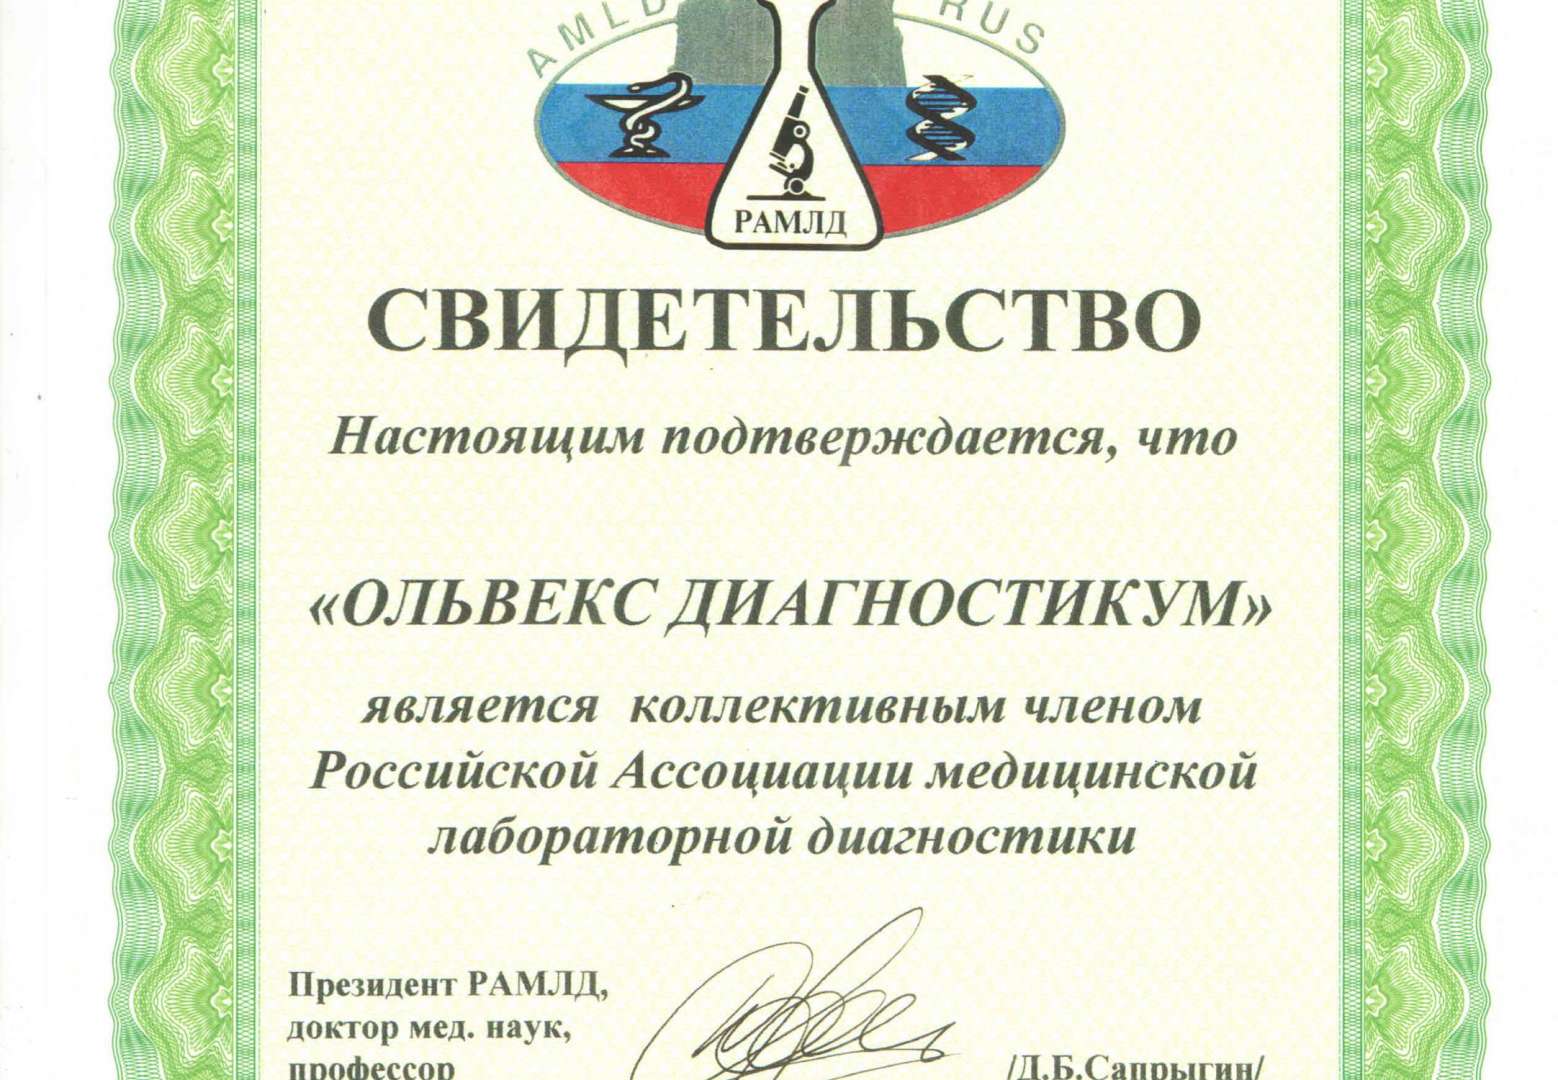 AMLD RUS
РАМЛД
СВИДЕТЕЛЬСТВО
Настоящим подтверждается, что
«ОЛЬВЕКС ДИАГНОСТИКУМ»
является коллективным членом
Российской Ассоциации медицинской
лабораторной диагностики
Президент РАМЛД,
доктор мед. наук,
профессор /Д.Б.Сапрыгин/